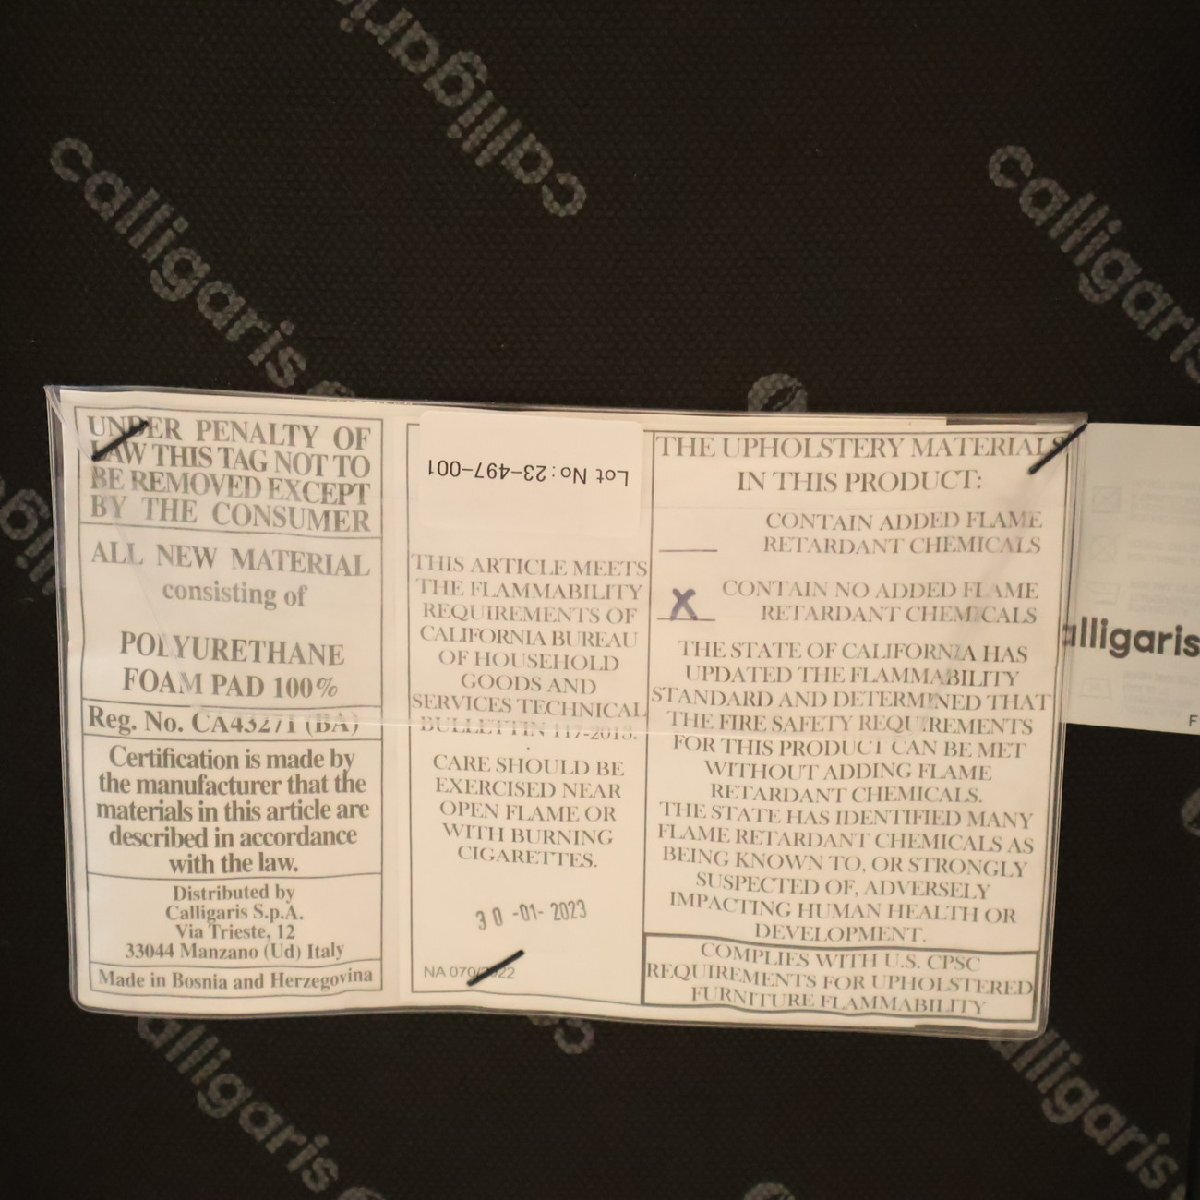 calligaris
calligaris
calligaris
UNDER PENALTY OF
LAW THIS TAG NOT TO
BE REMOVED EXCEPT
BY THE CONSUMER
ALL NEW MATERIAL
consisting of
POLYURETHANE
FOAM PAD 100%
Reg. No. CA43271 (BA)
Certification is made by
the manufacturer that the
materials in this article are
described in accordance
with the law.
Distributed by
Calligaris S.p.A.
Via Trieste, 12
33044 Manzano (Ud) Italy
Made in Bosnia and Herzegovina
Lot No: 23-497-001
THIS ARTICLE MEETS
THE FLAMMABILITY
REQUIREMENTS OF
CALIFORNIA BUREAU
OF HOUSEHOLD
GOODS AND
SERVICES TECHNICAL
BULLETTIN 117-2013.
CARE SHOULD BE
EXERCISED NEAR
OPEN FLAME OR
WITH BURNING
CIGARETTES.
30 -01- 2023
NA 070/2022
THE UPHOLSTERY MATERIALS
IN THIS PRODUCT:
CONTAIN ADDED FLAME
RETARDANT CHEMICALS
X CONTAIN NO ADDED FLAME
RETARDANT CHEMICALS
THE STATE OF CALIFORNIA HAS
UPDATED THE FLAMMABILITY
STANDARD AND DETERMINED THAT
THE FIRE SAFETY REQUIREMENTS
FOR THIS PRODUCT CAN BE MET
WITHOUT ADDING FLAME
RETARDANT CHEMICALS.
THE STATE HAS IDENTIFIED MANY
FLAME RETARDANT CHEMICALS AS
BEING KNOWN TO, OR STRONGLY
SUSPECTED OF, ADVERSELY
IMPACTING HUMAN HEALTH OR
DEVELOPMENT.
COMPLIES WITH U.S. CPSC
REQUIREMENTS FOR UPHOLSTERED
FURNITURE FLAMMABILITY
alligaris
F
calligaris
alligaris